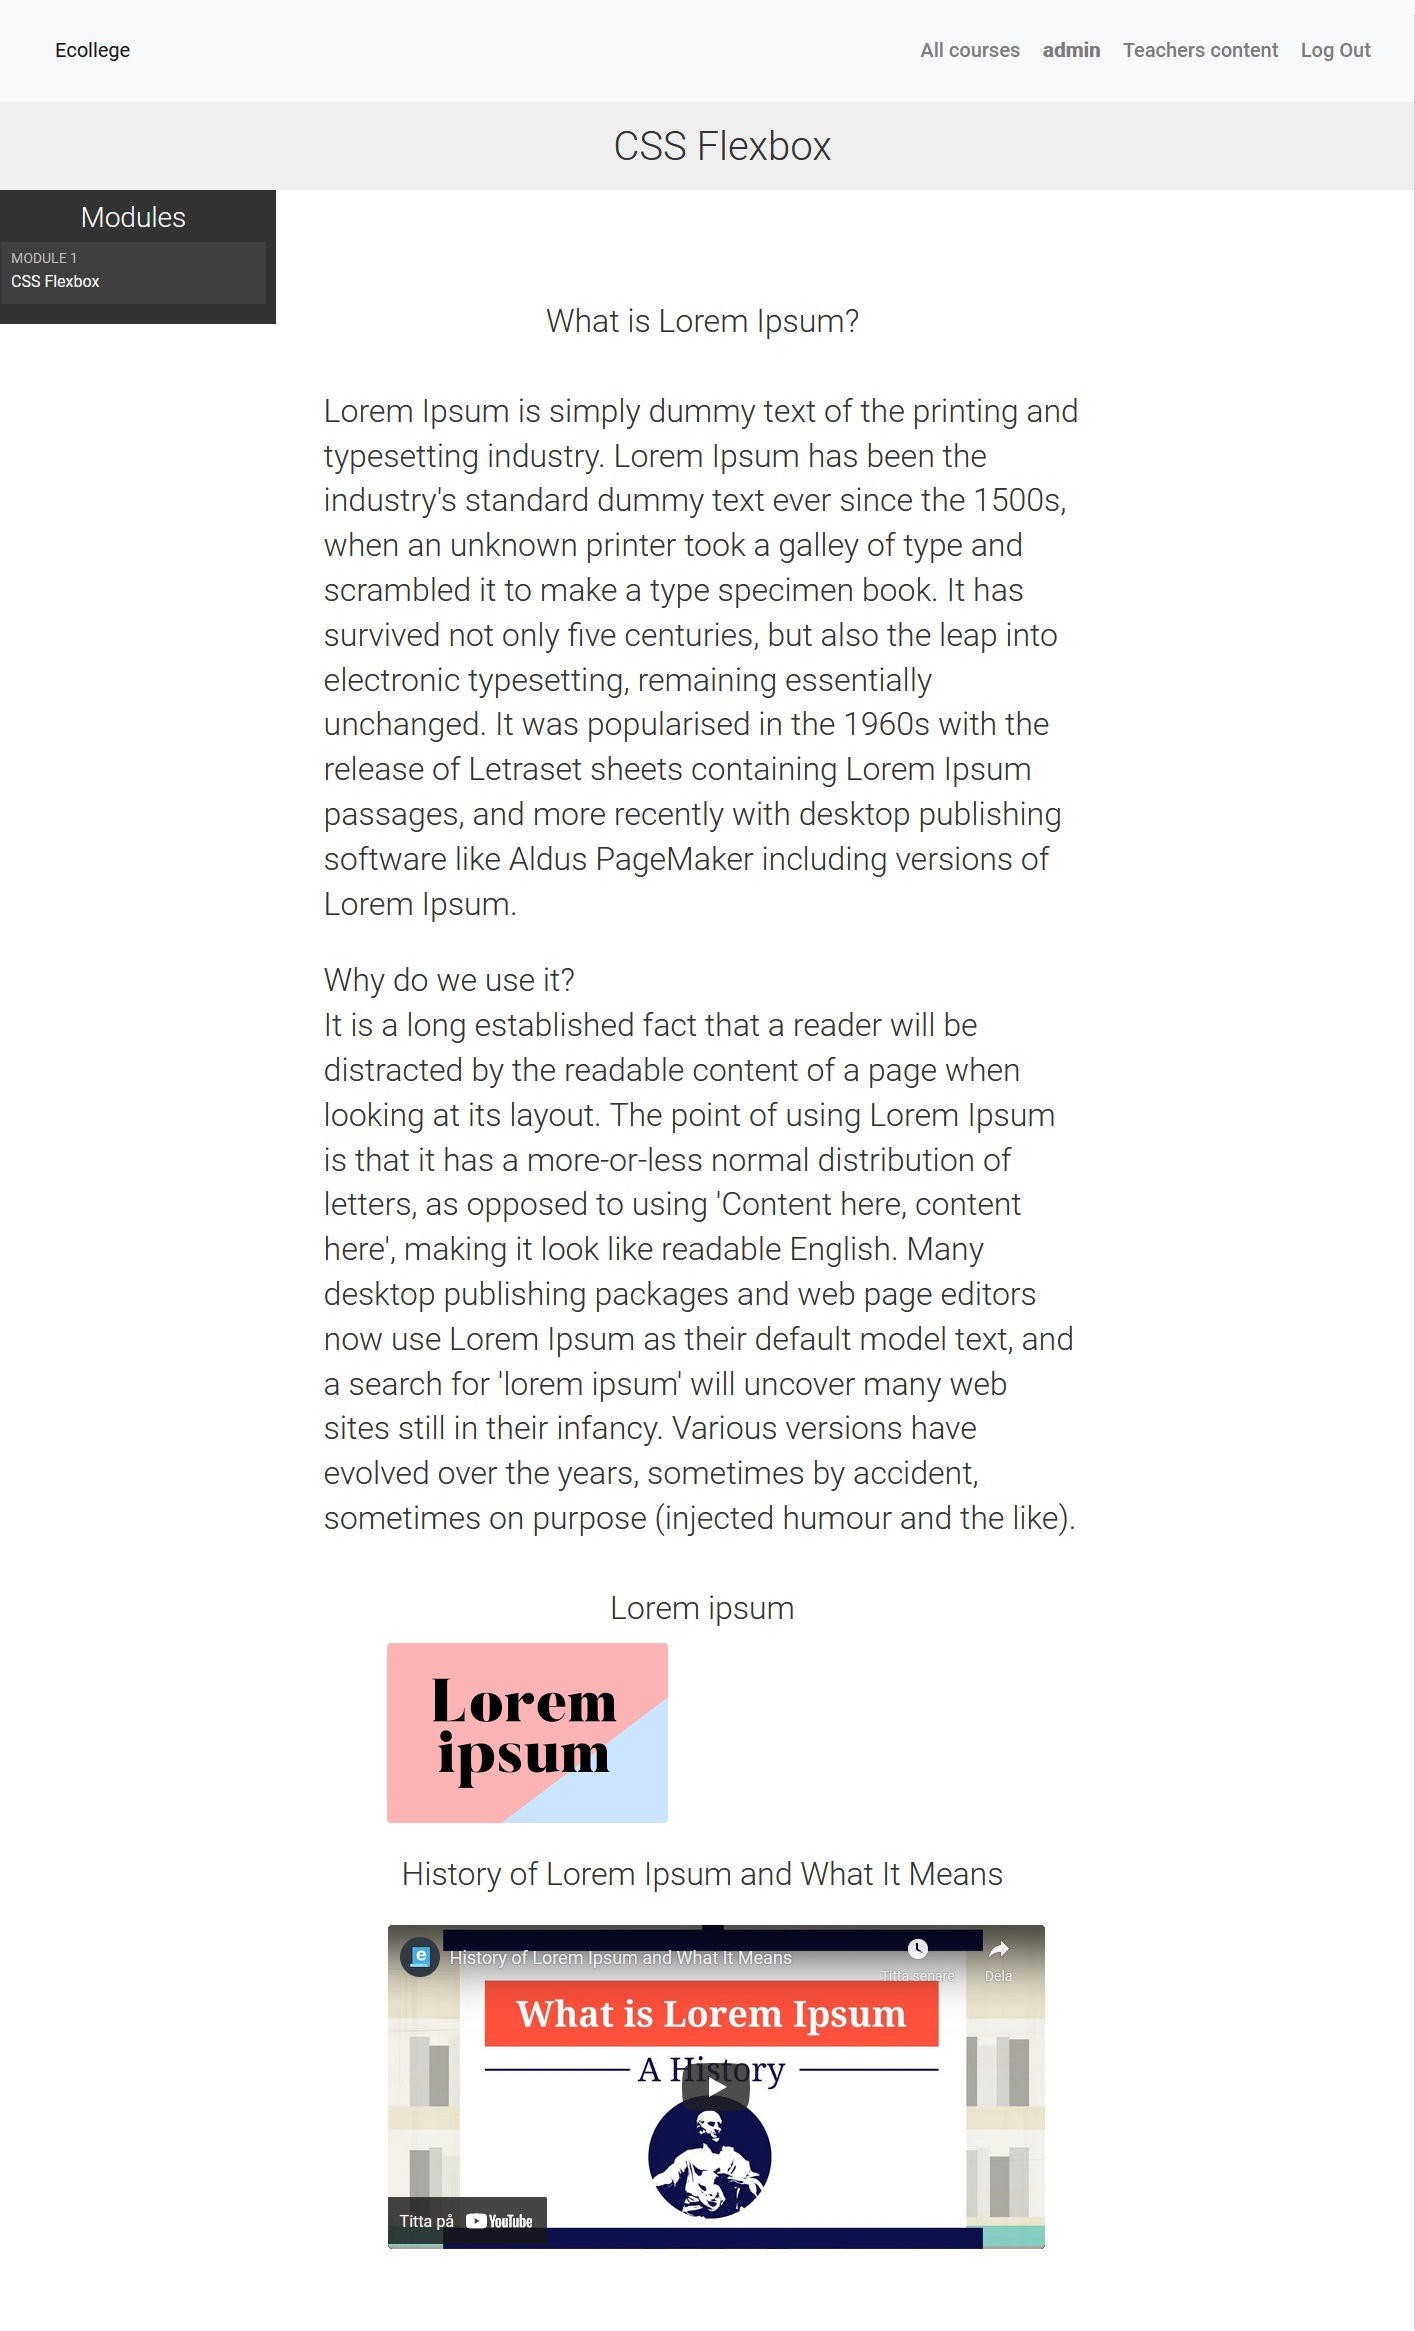 Ecollege
All courses admin Teachers content Log Out
CSS Flexbox
Modules
MODULE 1
CSS Flexbox
What is Lorem Ipsum?
Lorem Ipsum is simply dummy text of the printing and
typesetting industry. Lorem Ipsum has been the
industry's standard dummy text ever since the 1500s,
when an unknown printer took a galley of type and
scrambled it to make a type specimen book. It has
survived not only five centuries, but also the leap into
electronic typesetting, remaining essentially
unchanged. It was popularised in the 1960s with the
release of Letraset sheets containing Lorem Ipsum
passages, and more recently with desktop publishing
software like Aldus PageMaker including versions of
Lorem Ipsum.
Why do we use it?
It is a long established fact that a reader will be
distracted by the readable content of a page when
looking at its layout. The point of using Lorem Ipsum
is that it has a more-or-less normal distribution of
letters, as opposed to using 'Content here, content
here', making it look like readable English. Many
desktop publishing packages and web page editors
now use Lorem Ipsum as their default model text, and
a search for 'lorem ipsum' will uncover many web
sites still in their infancy. Various versions have
evolved over the years, sometimes by accident,
sometimes on purpose (injected humour and the like).
Lorem ipsum
Lorem
ipsum
History of Lorem Ipsum and What It Means
e
History of Lorem Ipsum and What It Means
Titta senare Dela
What is Lorem Ipsum
A History
Titta på YouTube